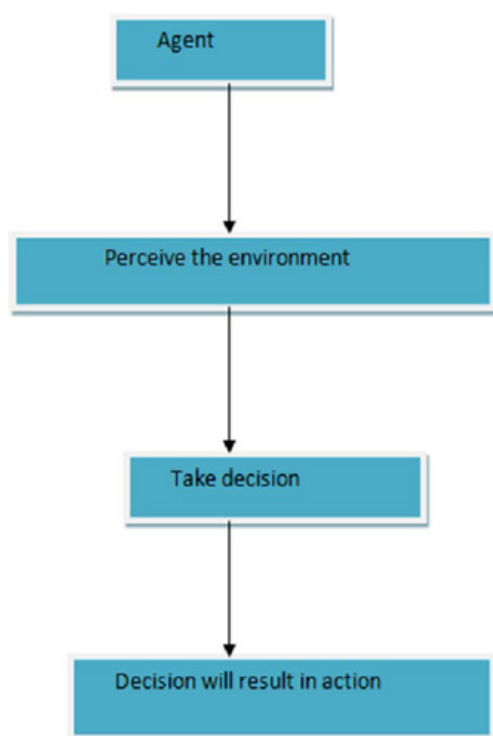 Agent
Perceive the environment
Take decision
Decision will result in action